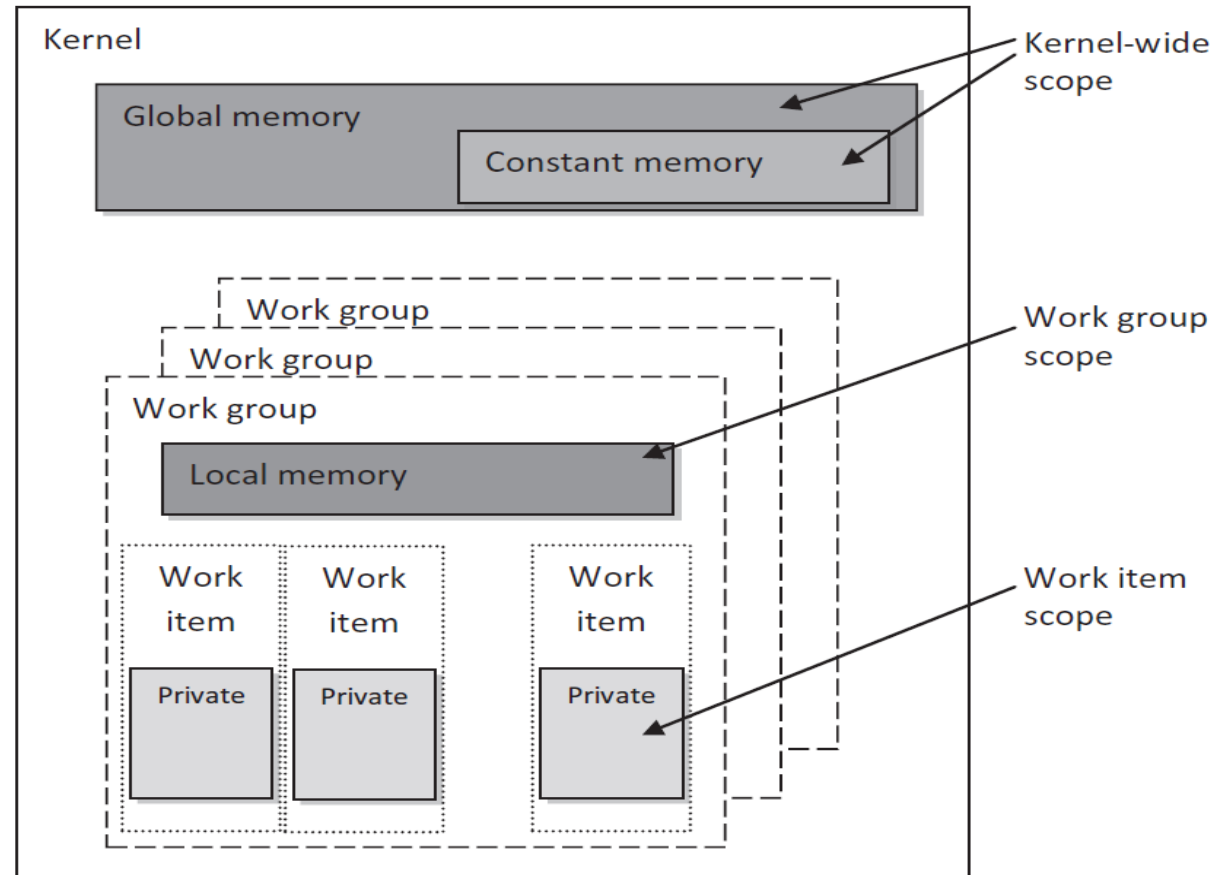 Kernel
Kernel-wide
scope
Global memory
Constant memory
Work group
Work group
Work group
Work group
scope
Local memory
Work
item
Work
item
Work
item
Work item
scope
Private
Private
Private